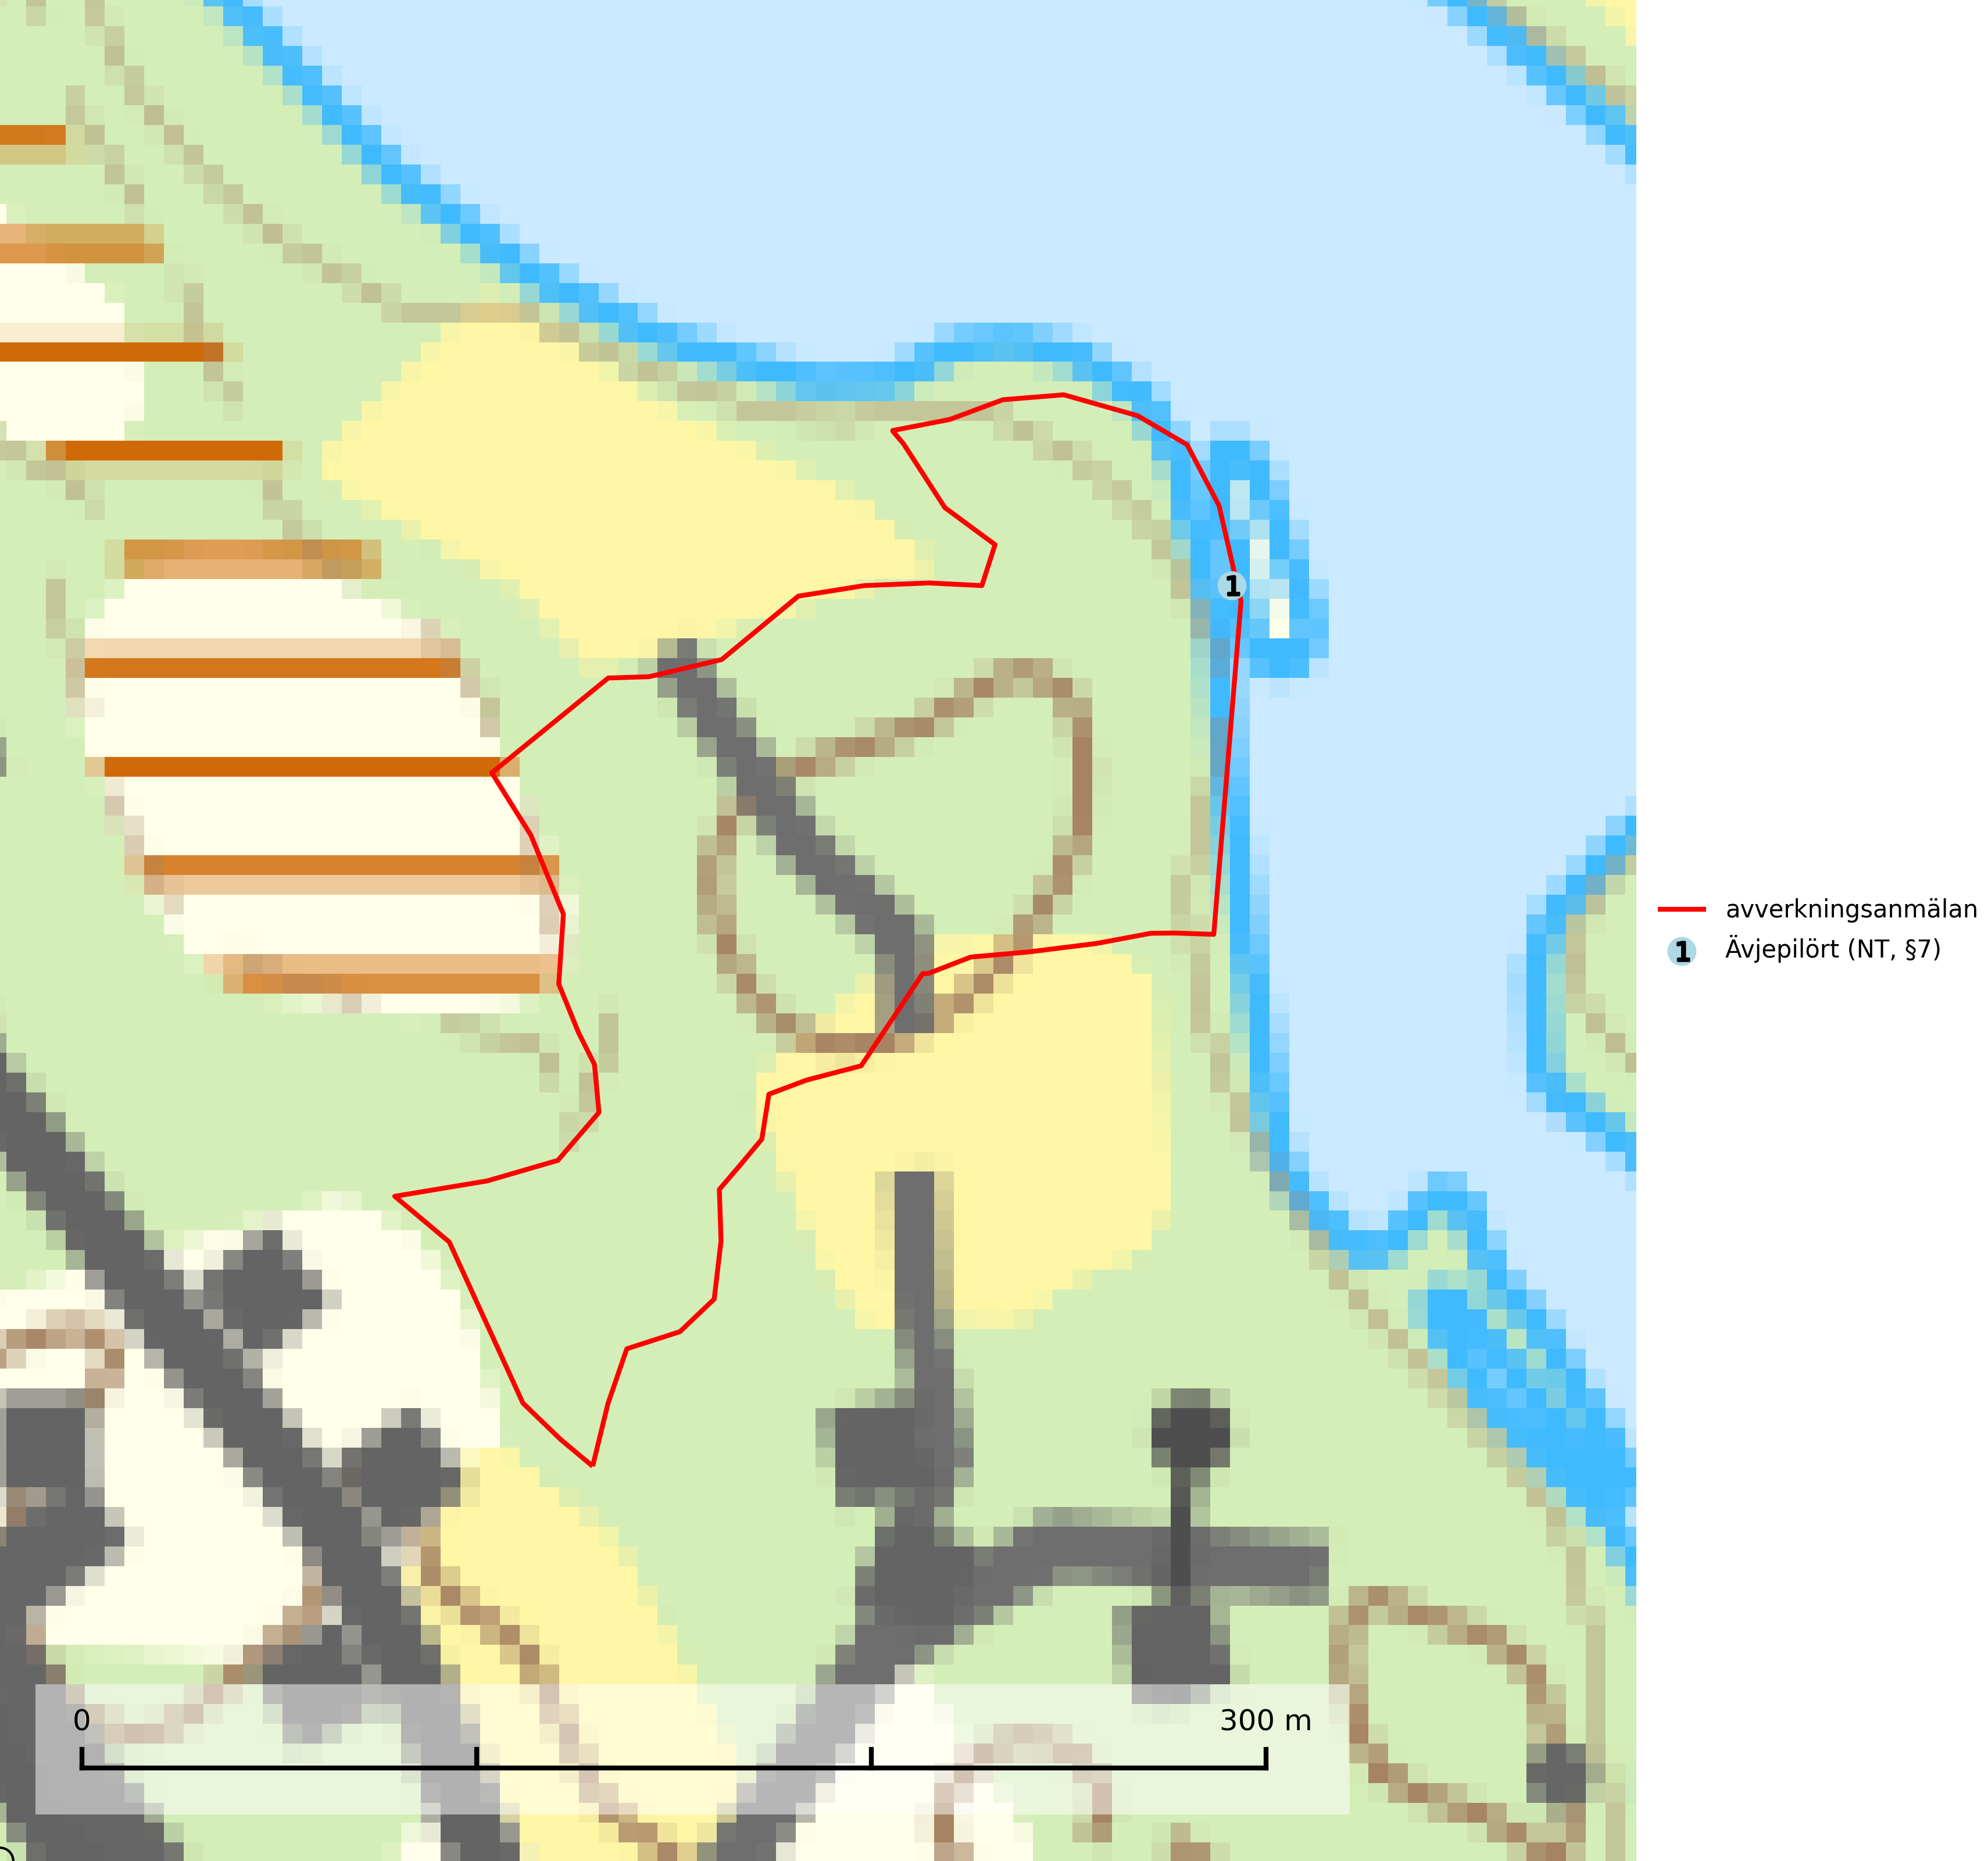 1
avverkningsanmälan
1 Ävjepilört (NT, §7)
0 300 m